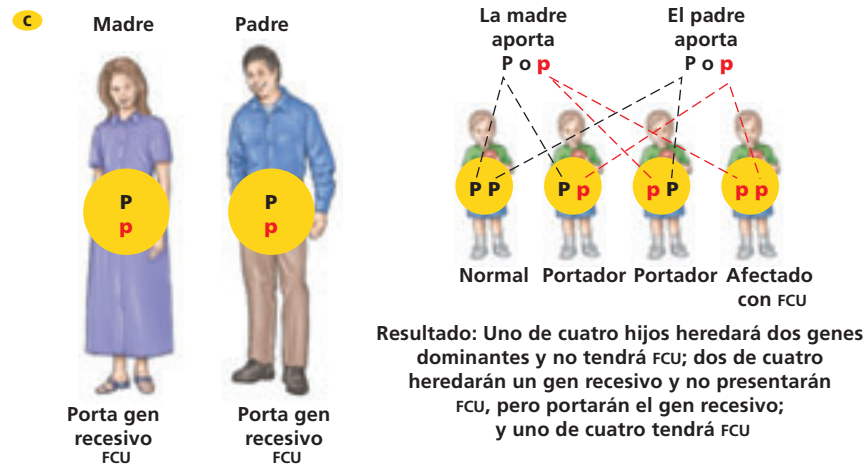 C
Madre
Padre
P
p
P
p
Porta gen
recesivo
FCU
Porta gen
recesivo
FCU
La madre
aporta
P o p
El padre
aporta
P o p
P P
P p
p P
p p
Normal
Portador
Portador
Afectado
con FCU
Resultado: Uno de cuatro hijos heredará dos genes
dominantes y no tendrá FCU; dos de cuatro
heredarán un gen recesivo y no presentarán
FCU, pero portarán el gen recesivo;
y uno de cuatro tendrá FCU